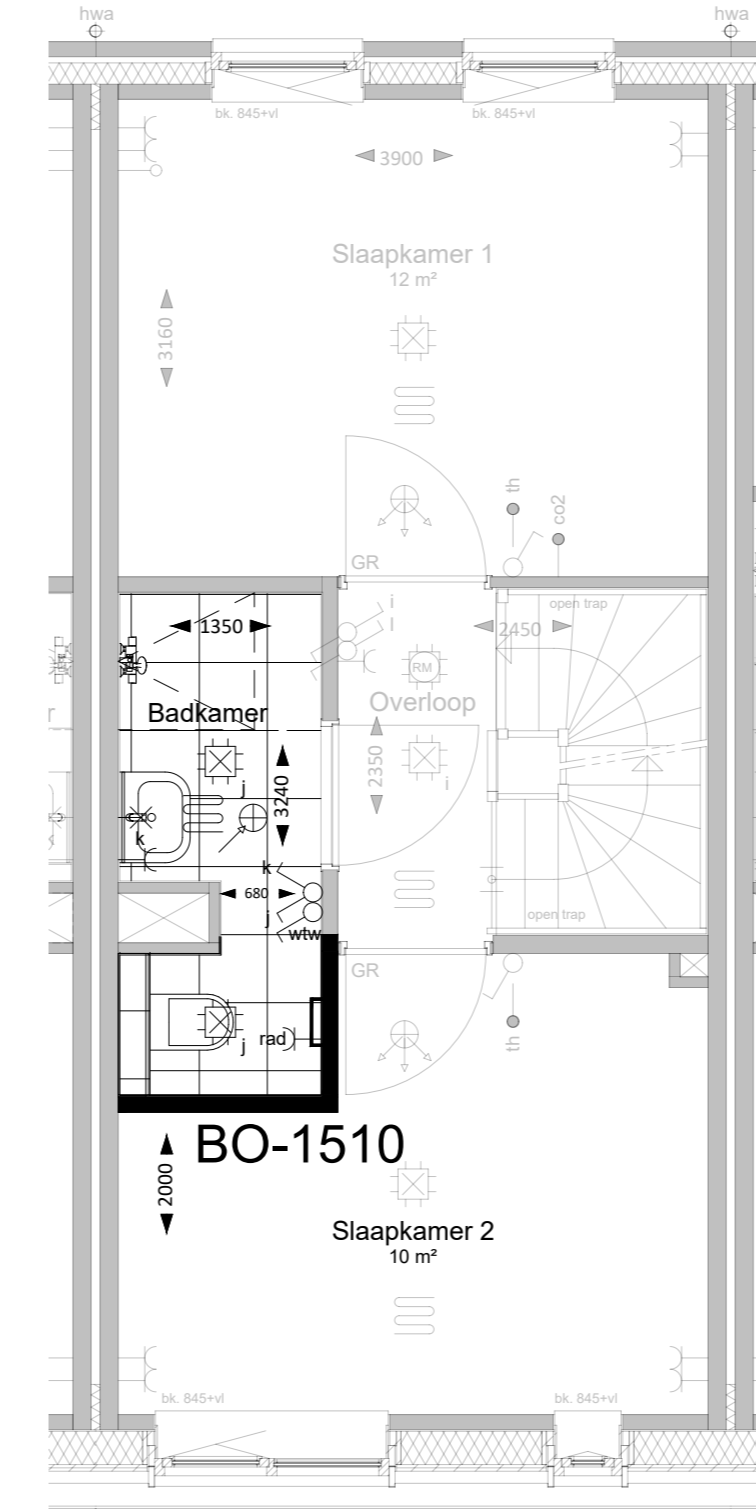 hwa
hwa
bk. 845+vl
bk. 845+vl
3900
Slaapkamer 1
12 m²
3160
th
co2
GR
open trap
i
l
1350
2450
RM
Badkamer
Overloop
2350
3240
j
ii
k
k
680
j
wtw
open trap
r
GR
j
rad
th
BO-1510
2000
Slaapkamer 2
10 m²
bk. 845+vl
bk. 845+vl